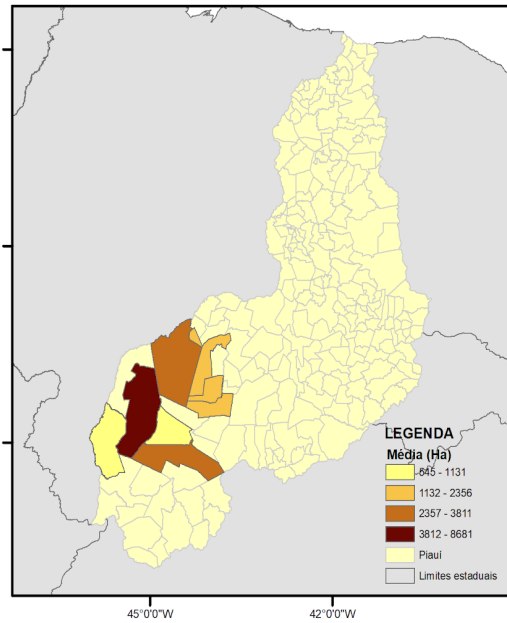 LEGENDA
Média (Ha)
545 - 1131
1132 - 2356
2357 - 3811
3812 - 8681
Piauí
Limites estaduais
45°0'0"W
42°0'0"W